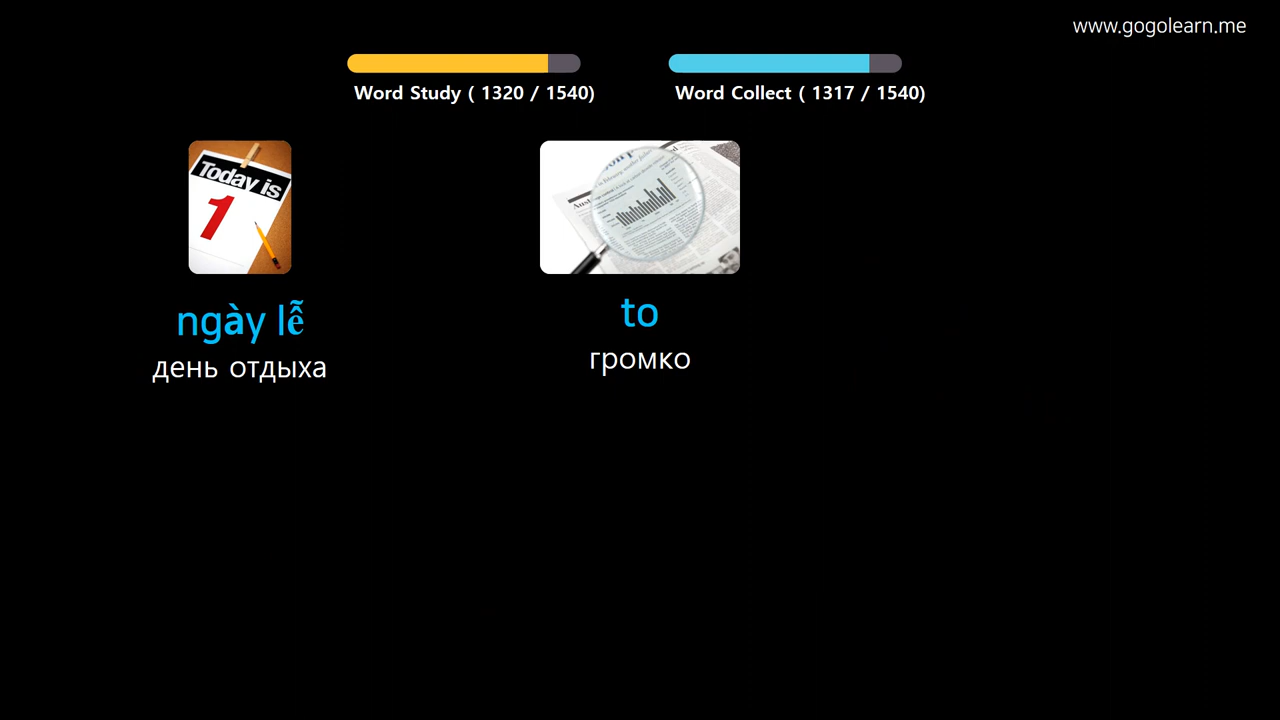 www.gogolearn.me
Word Study ( 1320 / 1540)
Word Collect ( 1317 / 1540)
Today is
1
ngày lễ
день отдыха
to
громко